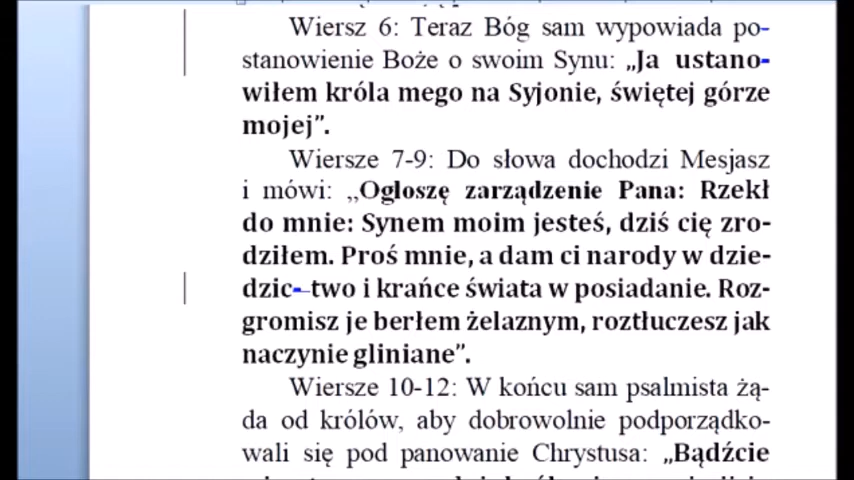 Wiersz 6: Teraz Bóg sam wypowiada po-
stanowienie Boże o swoim Synu: „Ja ustano-
wiłem króla mego na Syjonie, świętej górze
mojej”.
Wiersze 7-9: Do słowa dochodzi Mesjasz
i mówi: „Ogłoszę zarządzenie Pana: Rzekł
do mnie: Synem moim jesteś, dziś cię zro-
dziłem. Proś mnie, a dam ci narody w dzie-
dzic- two i krańce świata w posiadanie. Roz-
gromisz je berłem żelaznym, roztłuczesz jak
naczynie gliniane”.
Wiersze 10-12: W końcu sam psalmista żą-
da od królów, aby dobrowolnie podporządko-
wali się pod panowanie Chrystusa: „Bądźcie